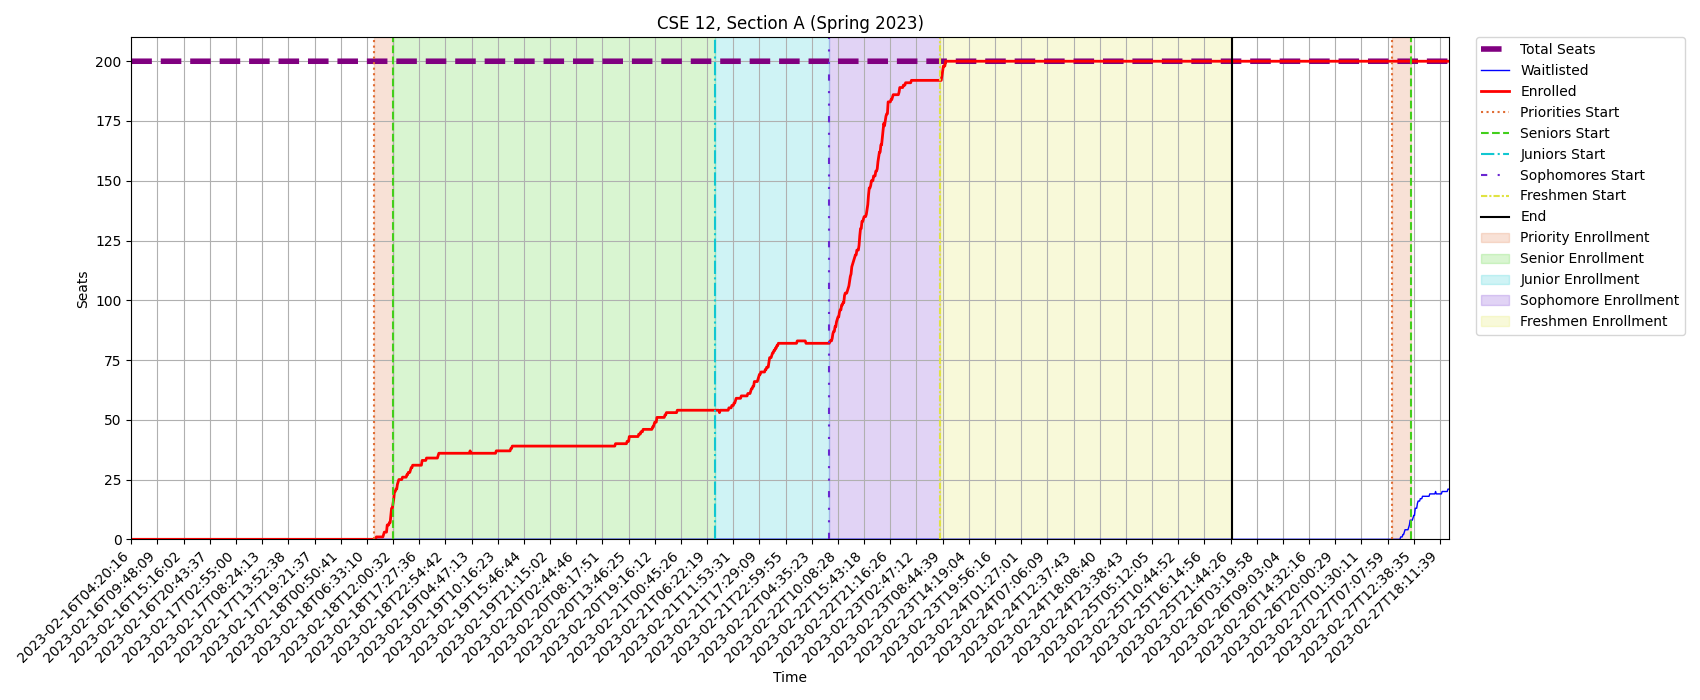 CSE 12, Section A (Spring 2023)
Seats
200
175
150
125
100
75
50
25
0
2023-02-16T04:20:16
2023-02-16T09:48:09
2023-02-16T15:16:02
2023-02-16T20:43:37
2023-02-17T02:55:00
2023-02-17T08:24:13
2023-02-17T13:52:38
2023-02-17T19:21:37
2023-02-18T00:50:41
2023-02-18T06:33:10
2023-02-18T12:00:32
2023-02-18T17:27:36
2023-02-18T22:54:42
2023-02-19T04:47:13
2023-02-19T10:16:23
2023-02-19T15:46:44
2023-02-19T21:15:02
2023-02-20T02:44:46
2023-02-20T08:17:51
2023-02-20T13:46:25
2023-02-20T19:16:12
2023-02-21T00:45:26
2023-02-21T06:22:19
2023-02-21T11:53:31
2023-02-21T17:29:09
2023-02-21T22:59:55
2023-02-22T04:35:23
2023-02-22T10:08:28
2023-02-22T15:43:18
2023-02-22T21:16:29
2023-02-23T02:47:12
2023-02-23T08:44:39
2023-02-23T14:19:04
2023-02-23T19:56:16
2023-02-24T01:27:01
2023-02-24T07:06:09
2023-02-24T12:37:43
2023-02-24T18:08:40
2023-02-24T23:38:43
2023-02-25T05:12:05
2023-02-25T10:44:52
2023-02-25T16:14:56
2023-02-25T21:44:26
2023-02-26T03:19:58
2023-02-26T09:03:04
2023-02-26T14:32:16
2023-02-26T20:00:29
2023-02-27T01:30:11
2023-02-27T07:07:59
2023-02-27T12:38:35
2023-02-27T18:11:39
Time
Total Seats
Waitlisted
Enrolled
Priorities Start
Seniors Start
Juniors Start
Sophomores Start
Freshmen Start
End
Priority Enrollment
Senior Enrollment
Junior Enrollment
Sophomore Enrollment
Freshmen Enrollment